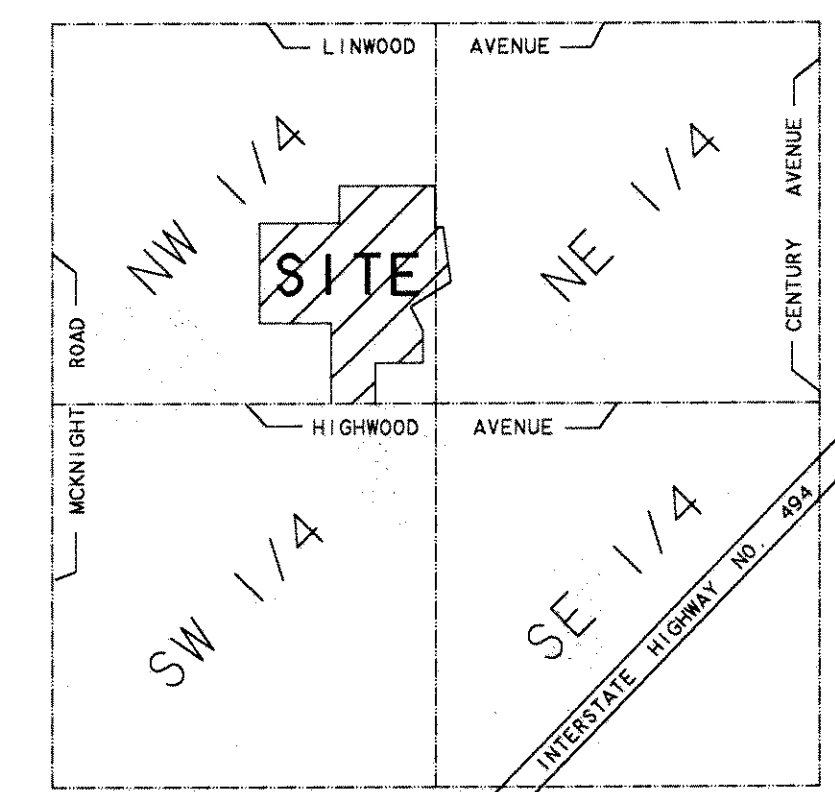 LINWOOD AVENUE
NW 1/4
NE 1/4
CENTURY AVENUE
SITE
MCKNIGHT ROAD
HIGHWOOD AVENUE
SW 1/4
SE 1/4
INTERSTATE HIGHWAY NO. 494